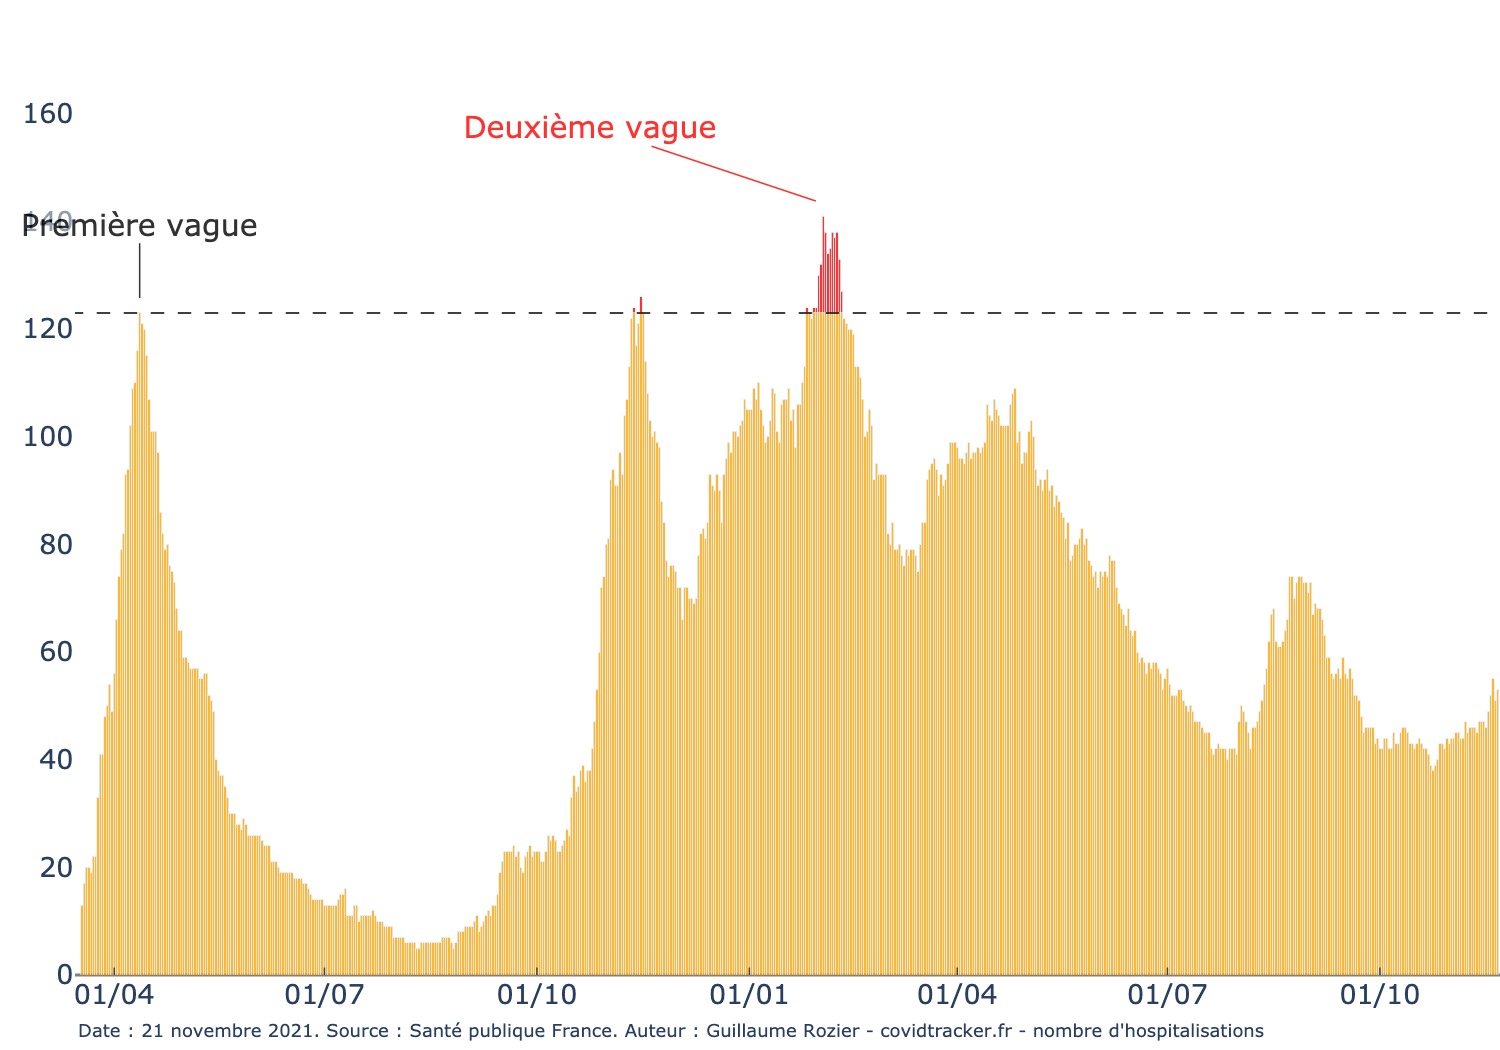 160
Deuxième vague
140
Première vague
120
100
80
60
40
20
0
01/04 01/07 01/10 01/01 01/04 01/07 01/10
Date : 21 novembre 2021. Source : Santé publique France. Auteur : Guillaume Rozier - covidtracker.fr - nombre d'hospitalisations